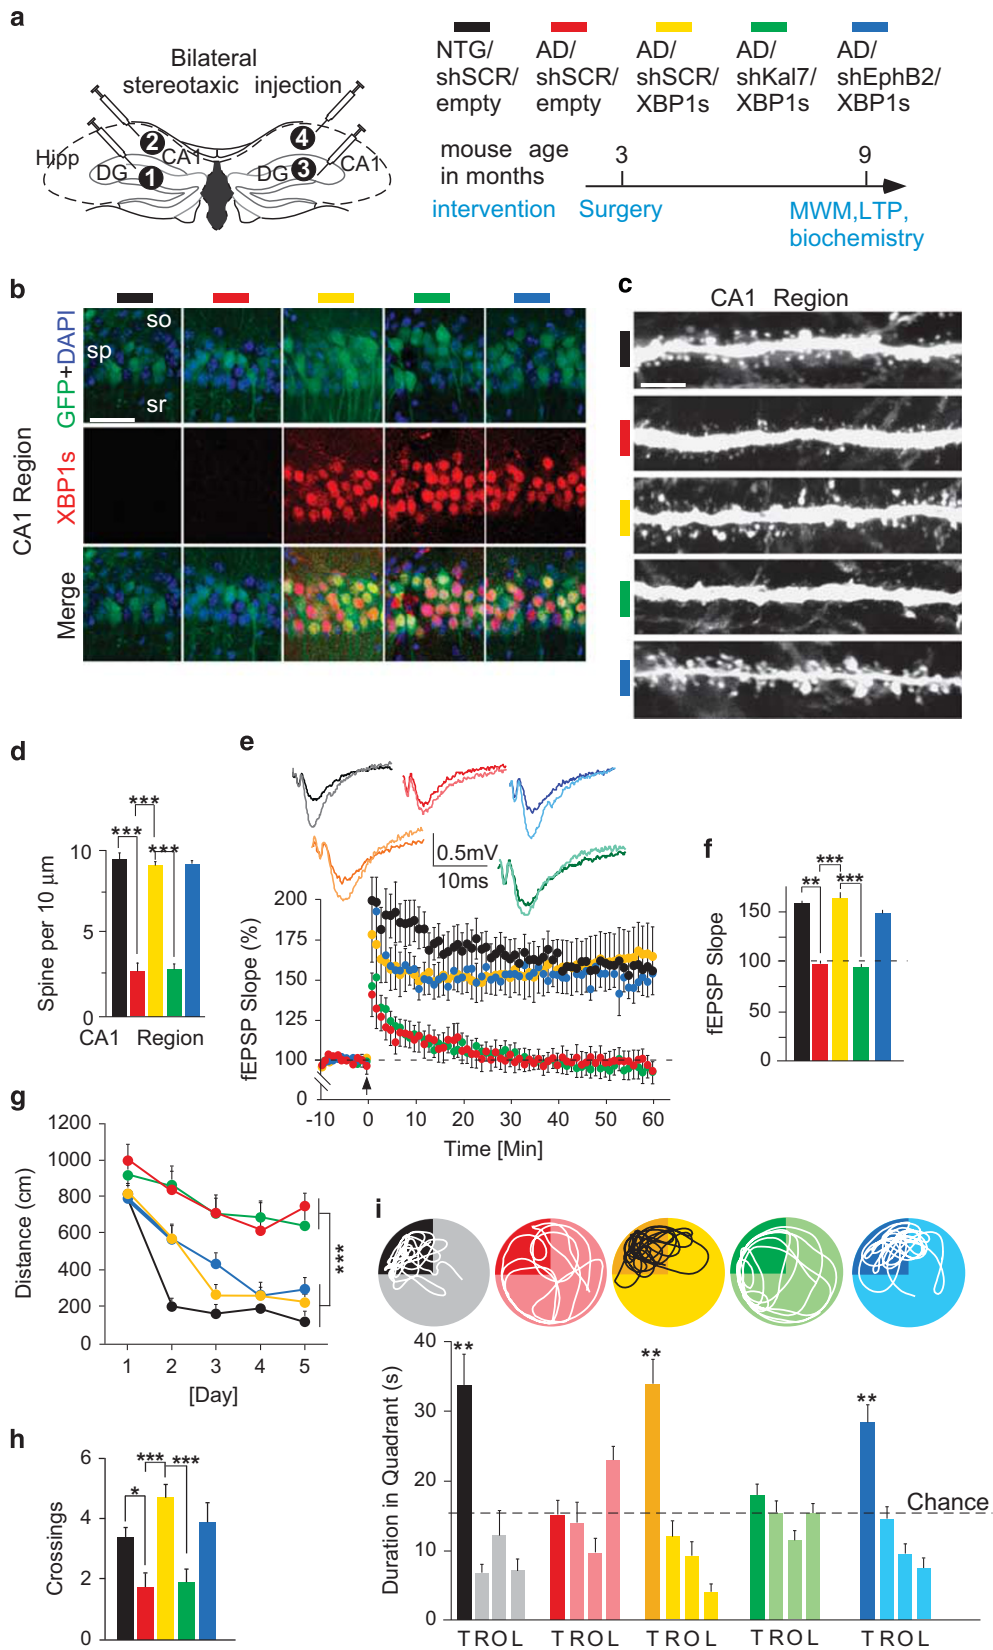 a
Bilateral
stereotaxic injection
Hipp
DG
CA1
DG
CA1
1
2
3
4
NTG/
shSCR/
empty
AD/
shSCR/
empty
AD/
shSCR/
XBP1s
AD/
shKal7/
XBP1s
AD/
shEphB2/
XBP1s
mouse age
in months
3
9
intervention
Surgery
MWM,LTP,
biochemistry
b
CA1 Region
GFP+DAPI
XBP1s
Merge
so
sp
sr
c
CA1 Region
d
Spine per 10 µm
10
5
0
***
***
***
CA1 Region
e
0.5mV
10ms
fEPSP Slope (%)
200
175
150
125
100
0
-10
0
10
20
30
40
50
60
Time [Min]
f
fEPSP Slope
150
100
50
0
**
***
***
g
Distance (cm)
1200
1000
800
600
400
200
0
1
2
3
4
5
[Day]
***
h
Crossings
6
4
2
0
*
***
***
i
Duration in Quadrant (s)
40
30
20
10
0
**
**
**
Chance
T R O L
T R O L
T R O L
T R O L
T R O L